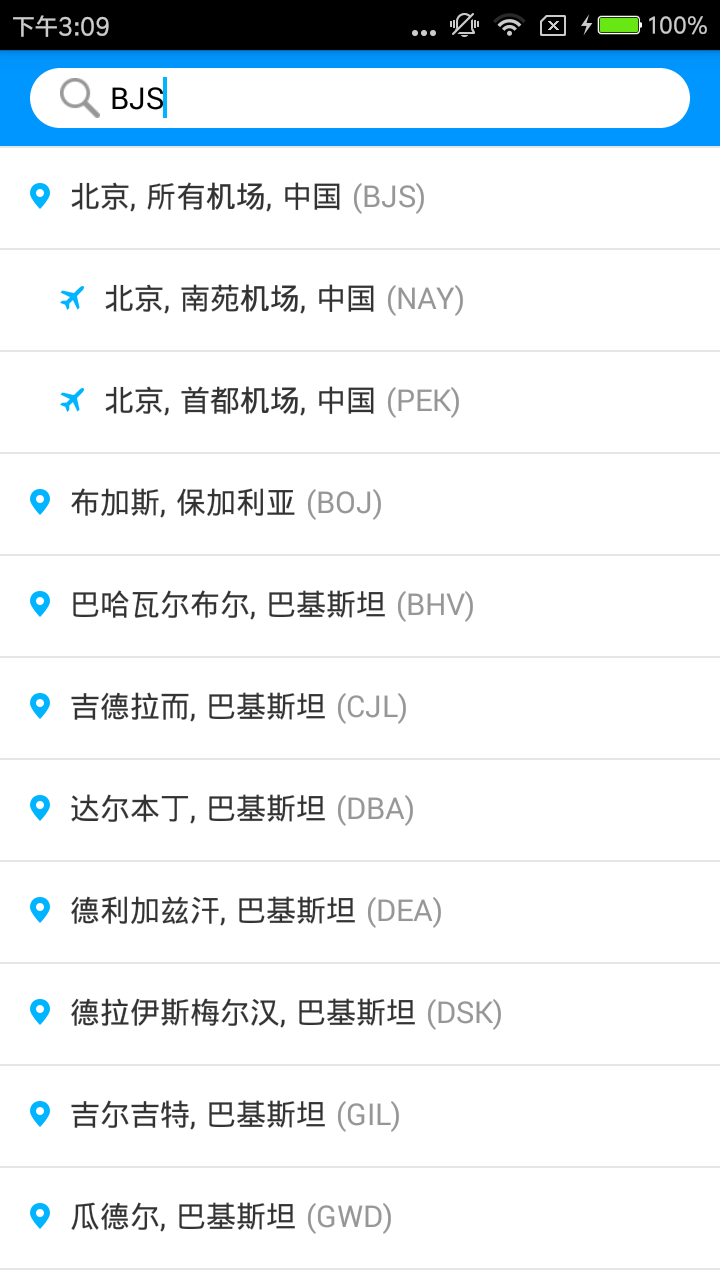 下午3:09 ... 100%
BJS
北京, 所有机场, 中国 (BJS)
北京, 南苑机场, 中国 (NAY)
北京, 首都机场, 中国 (PEK)
布加斯, 保加利亚 (BOJ)
巴哈瓦尔布尔, 巴基斯坦 (BHV)
吉德拉而, 巴基斯坦 (CJL)
达尔本丁, 巴基斯坦 (DBA)
德利加兹汗, 巴基斯坦 (DEA)
德拉伊斯梅尔汉, 巴基斯坦 (DSK)
吉尔吉特, 巴基斯坦 (GIL)
瓜德尔, 巴基斯坦 (GWD)